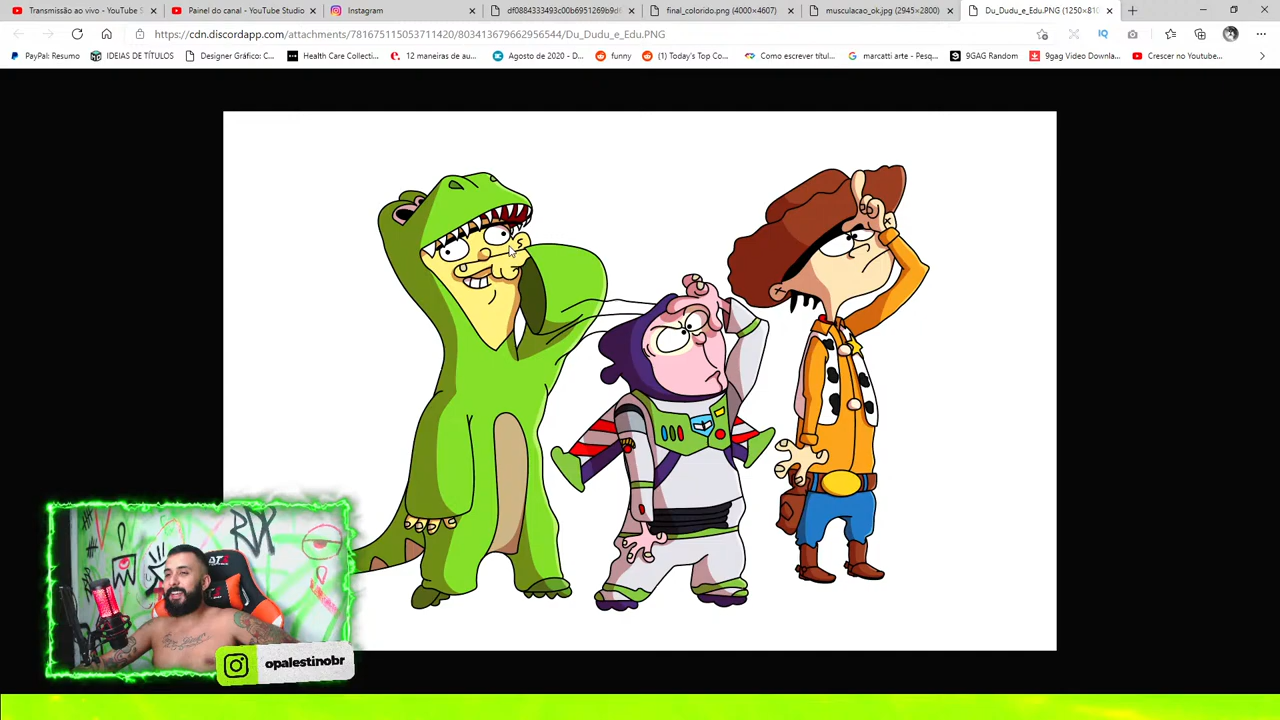 Transmissão ao vivo - YouTube S
Painel do canal - YouTube Studio
Instagram
df0884333493c00b6951269b9d
final_colorido.png (4000×4607)
musculacao_ok.jpg (2945×2800)
Du_Dudu_e_Edu.PNG (1250×810
https://cdn.discordapp.com/attachments/781675115053711420/803413679662956544/Du_Dudu_e_Edu.PNG
PayPak Resumo
IDEIAS DE TÍTULOS
Designer Gráfico: C...
Health Care Collecti...
12 maneiras de au...
Agosto de 2020 - D...
funny
(1) Today's Top Co...
Como escrever títul...
marcatti arte - Pesq...
9GAG Random
9gag Video Downla...
Crescer no Youtube...
RDX
opalestinobr